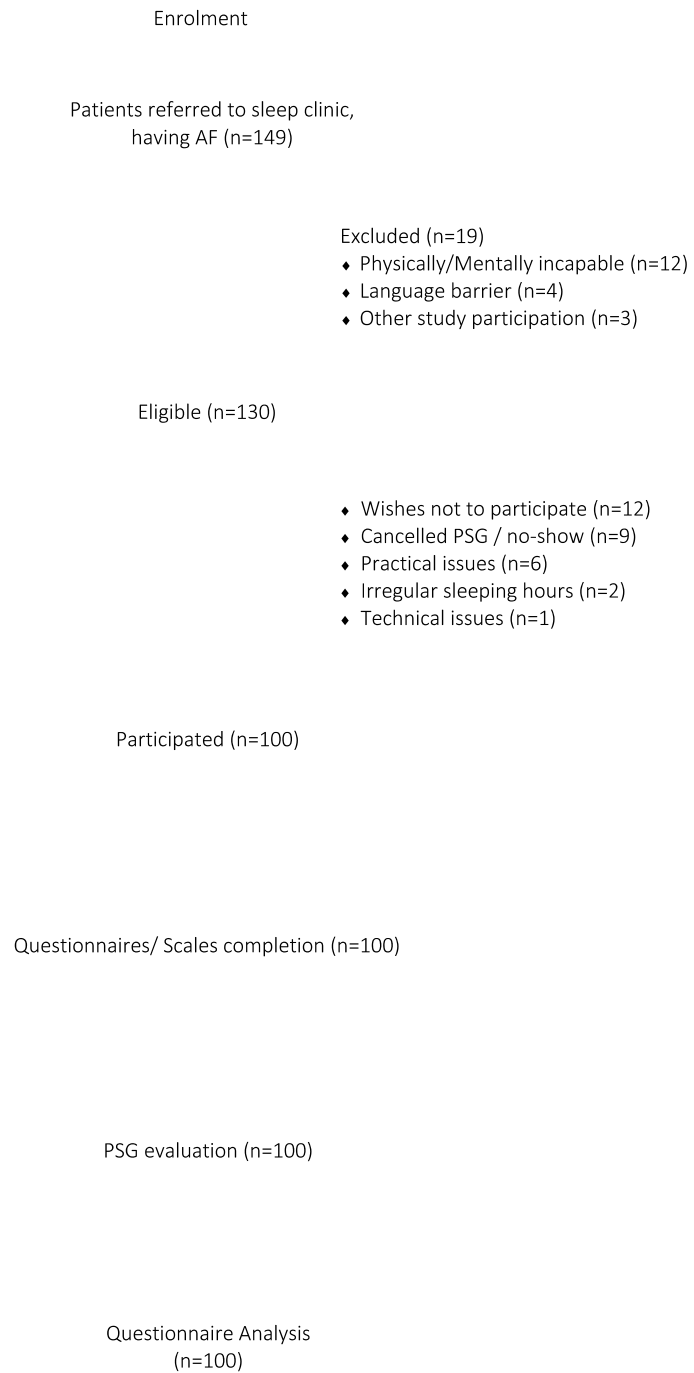 Enrolment
Patients referred to sleep clinic,
having AF (n=149)
Excluded (n=19)
⬧ Physically/Mentally incapable (n=12)
⬧ Language barrier (n=4)
⬧ Other study participation (n=3)
Eligible (n=130)
⬧ Wishes not to participate (n=12)
⬧ Cancelled PSG / no-show (n=9)
⬧ Practical issues (n=6)
⬧ Irregular sleeping hours (n=2)
⬧ Technical issues (n=1)
Participated (n=100)
Questionnaires/ Scales completion (n=100)
PSG evaluation (n=100)
Questionnaire Analysis
(n=100)